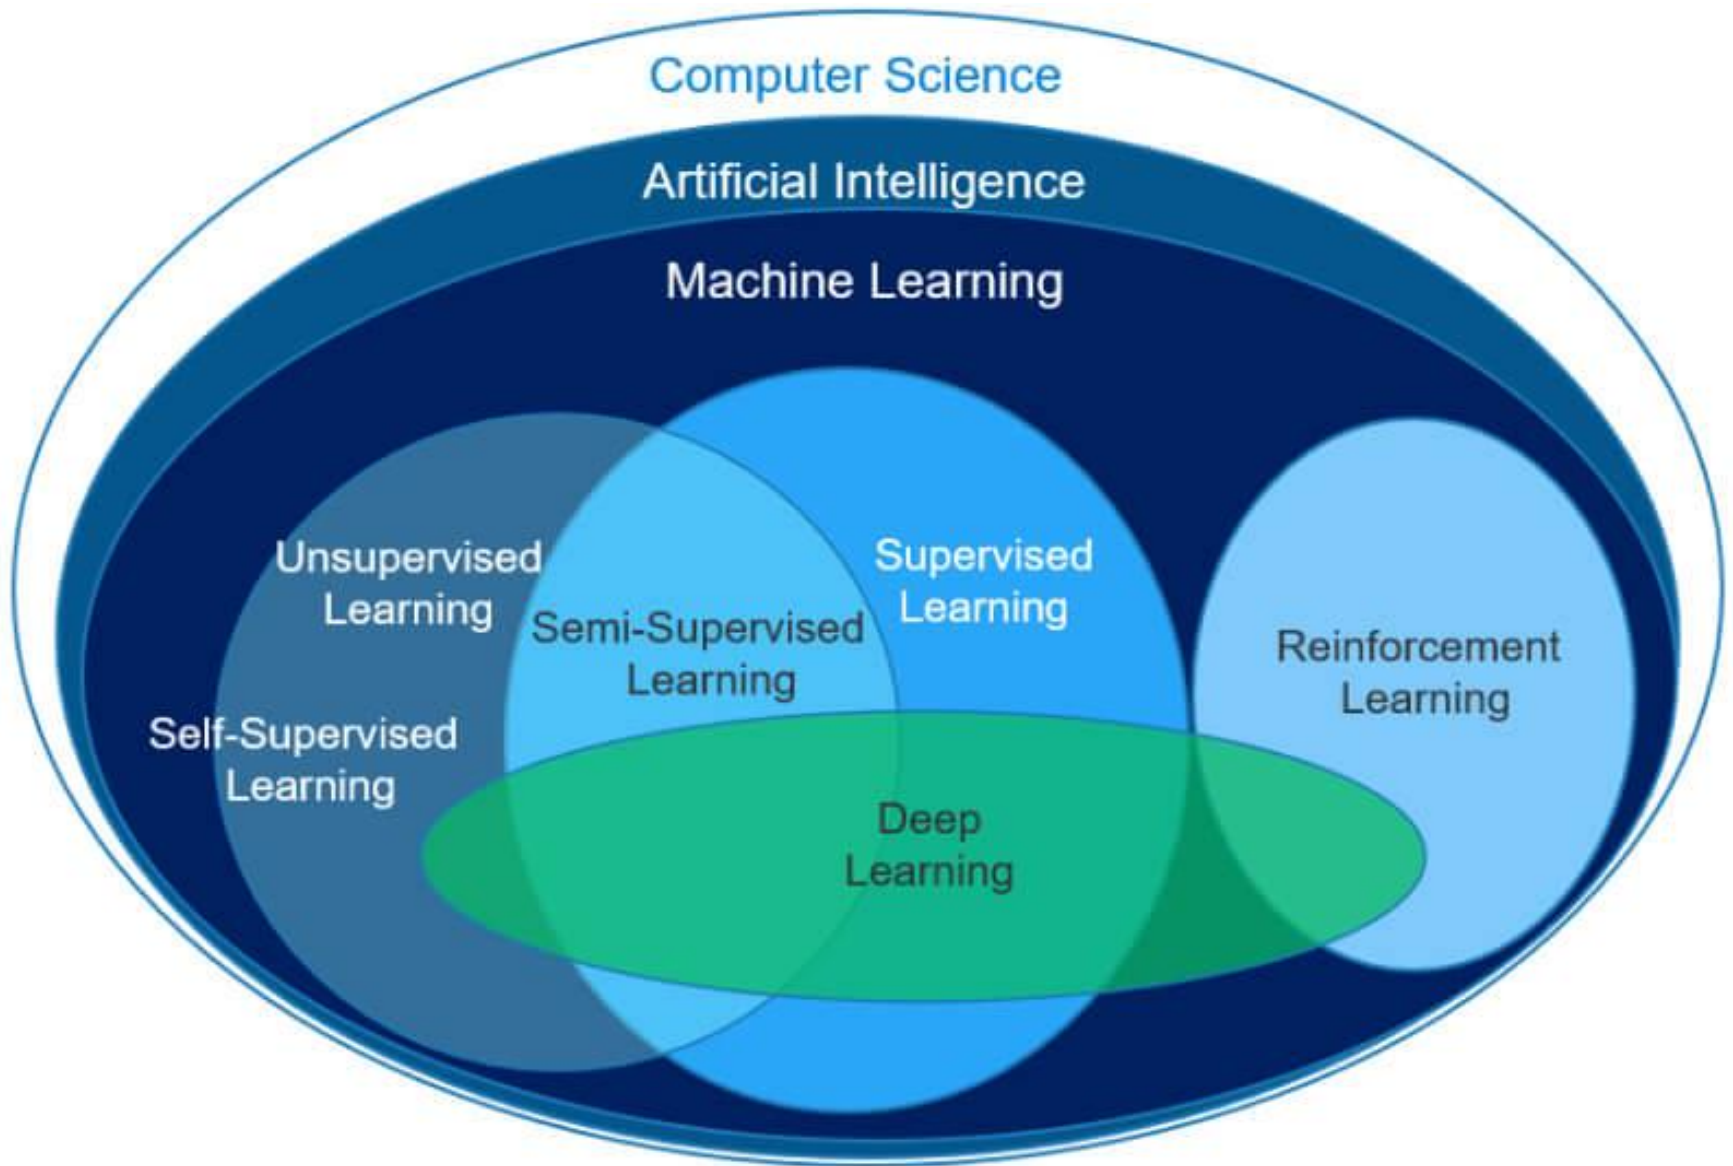 Computer Science
Artificial Intelligence
Machine Learning
Unsupervised
Learning
Supervised
Learning
Semi-Supervised
Learning
Reinforcement
Learning
Self-Supervised
Learning
Deep
Learning